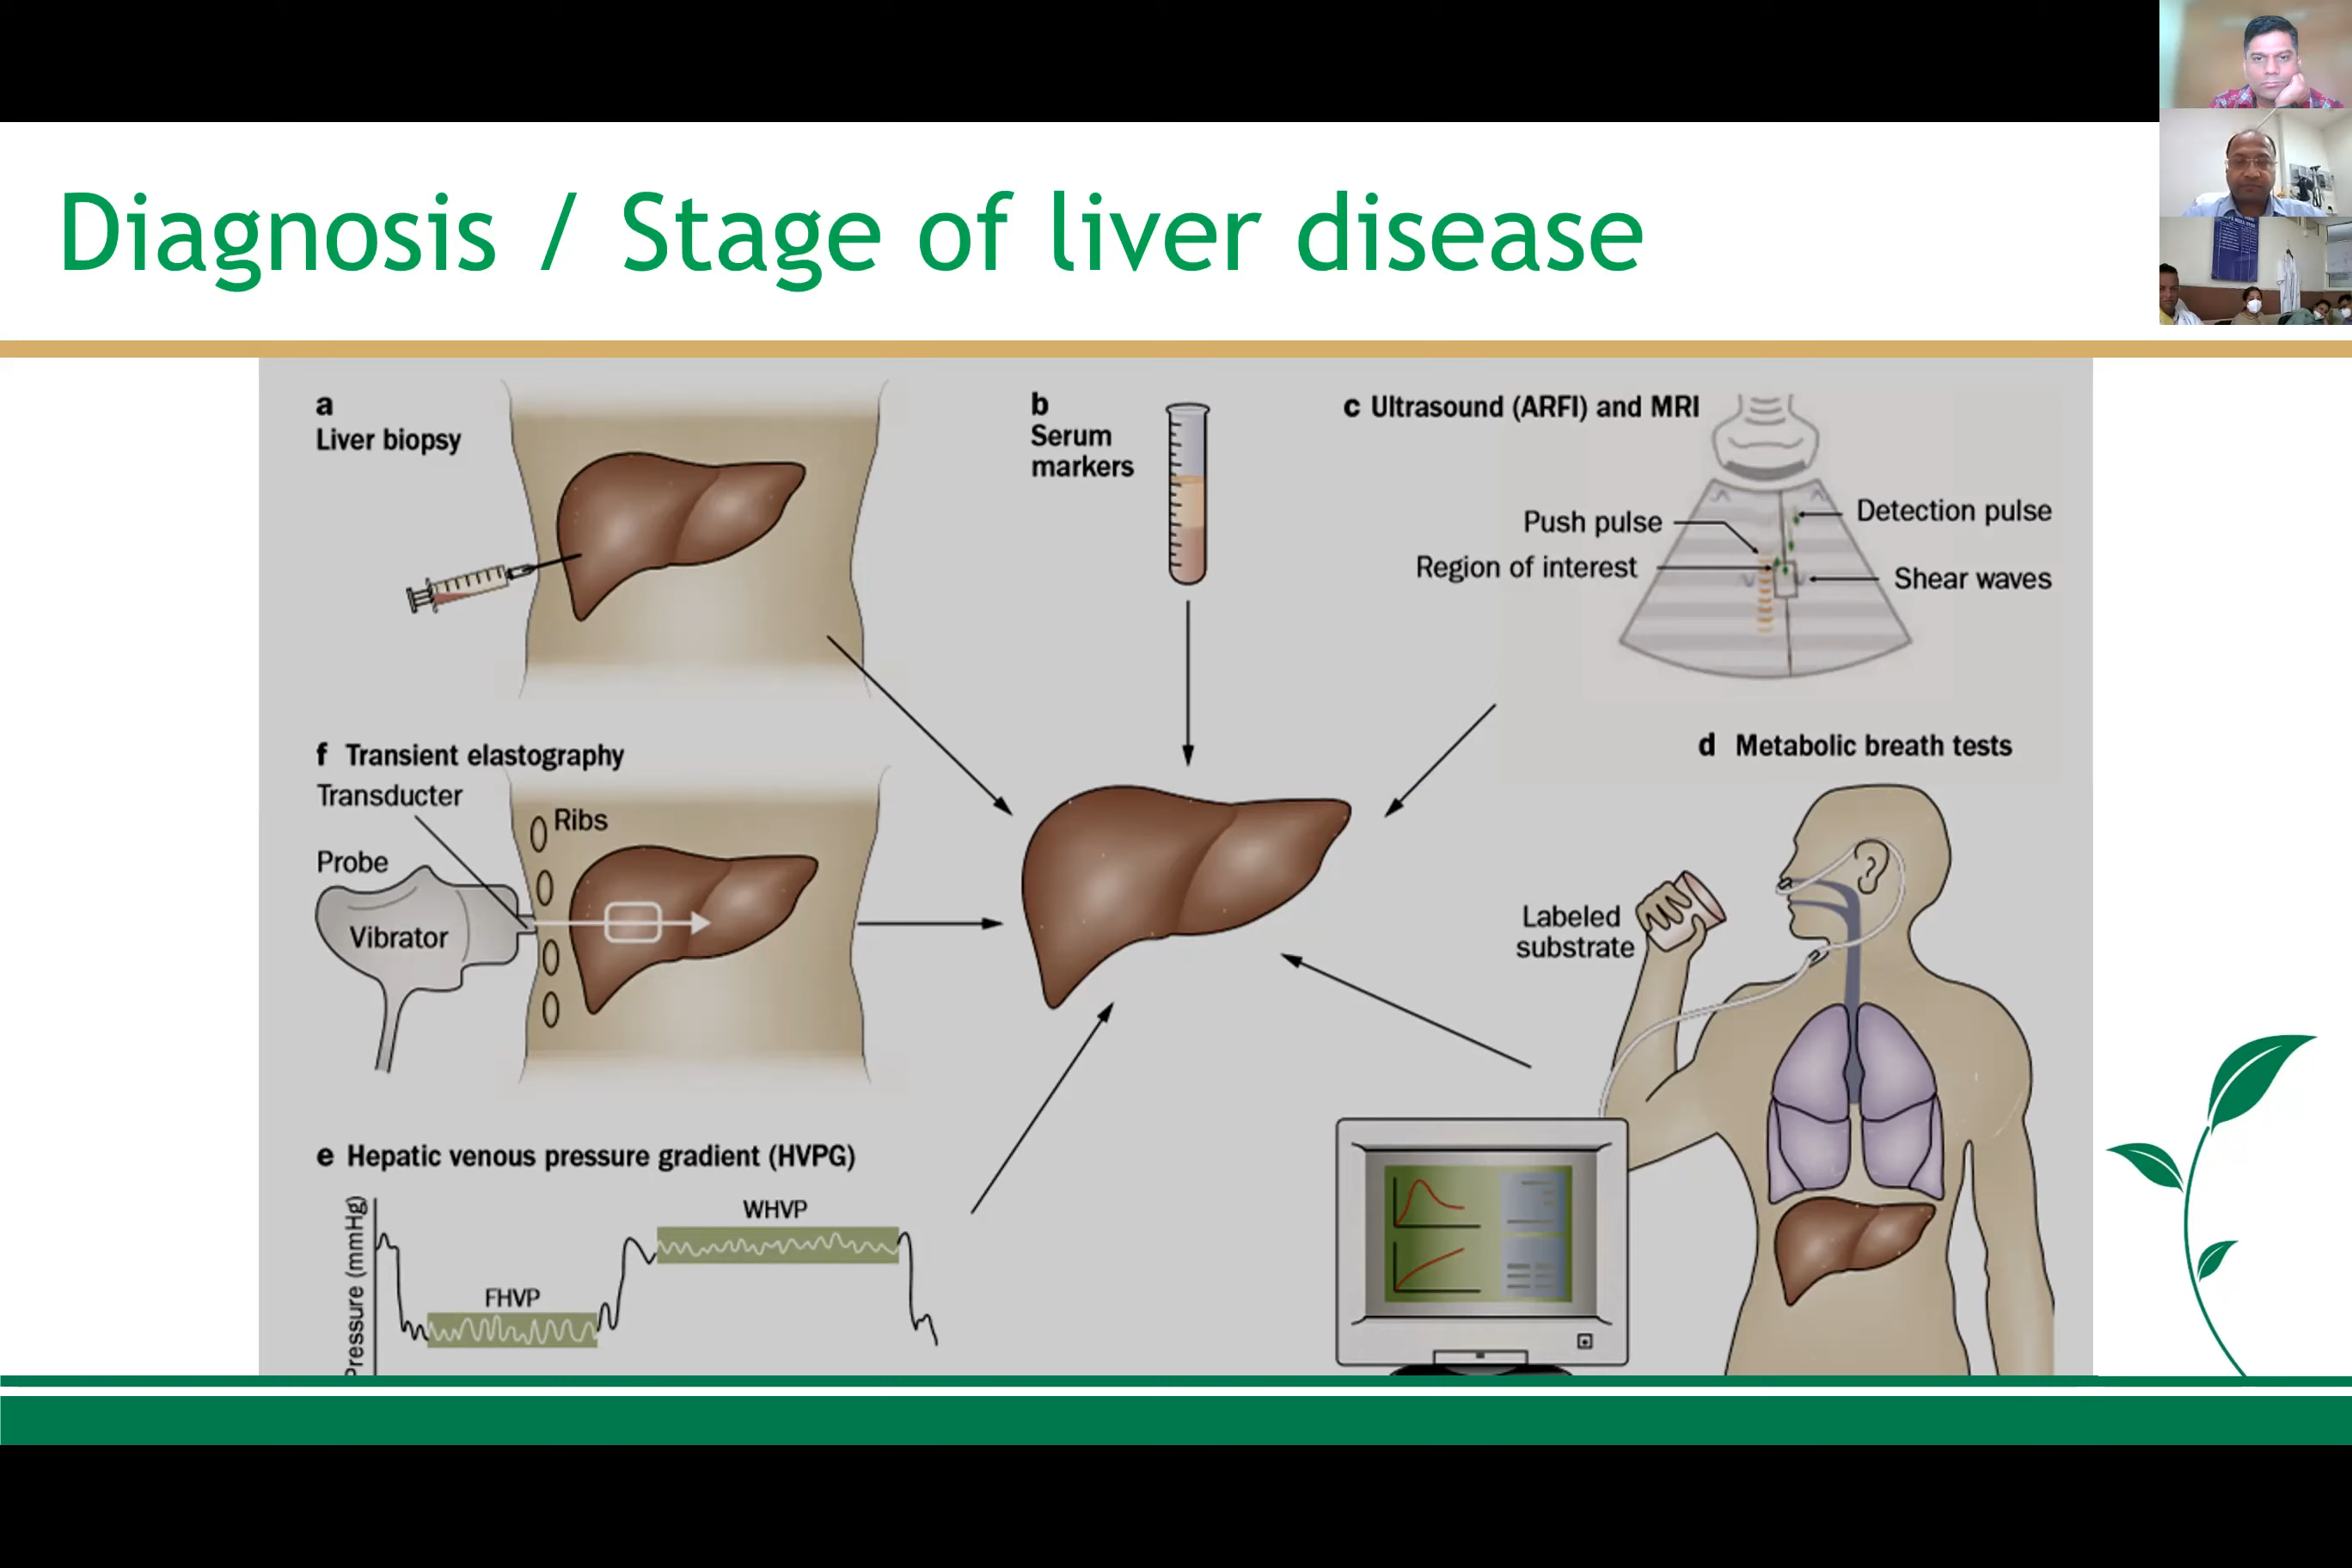 Diagnosis / Stage of liver disease
a
Liver biopsy
b
Serum
markers
c Ultrasound (ARFI) and MRI
Push pulse
Detection pulse
Region of interest
Shear waves
f Transient elastography
Transducter
Ribs
Probe
Vibrator
d Metabolic breath tests
Labeled
substrate
e Hepatic venous pressure gradient (HVPG)
Pressure (mmHg)
WHVP
FHVP